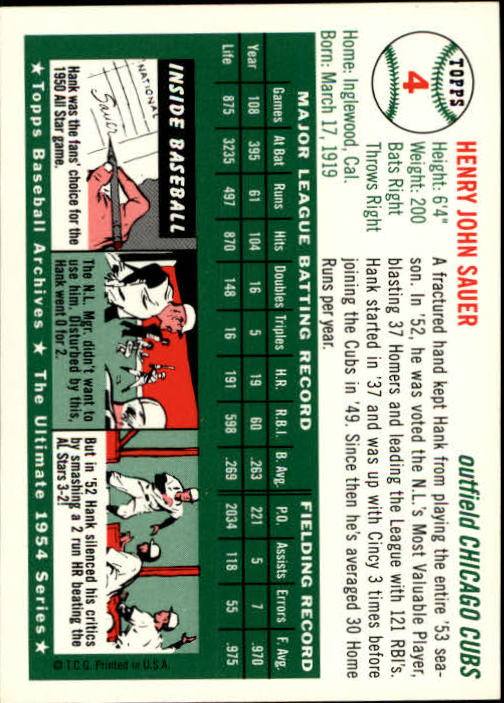 TOPPS
4
HENRY JOHN SAUER
outfield CHICAGO CUBS
Height: 6'4"
Weight: 200
Bats Right
Throws Right
Home: Inglewood, Cal.
Born: March 17, 1919
A fractured hand kept Hank from playing the entire '53 sea-
son. In '52, he was voted the N.L.'s Most Valuable Player,
blasting 37 Homers and leading the League with 121 RBI's.
Hank started in '37 and was up with Cincy 3 times before
joining the Cubs in '49. Since then he's averaged 30 Home
Runs per year.
MAJOR LEAGUE BATTING RECORD FIELDING RECORD
Games At Bat Runs Hits Doubles Triples H.R. R.B.I. B. Avg. P.O. Assists Errors F. Avg.
Year 108 395 61 104 16 5 19 60 .263 221 5 7 .970
Life 875 3235 497 870 148 16 191 598 .269 2034 118 55 .975
INSIDE BASEBALL
NATIONAL
Sauer
Hank was the fans' choice for the
1950 All Star game.
The N.L. Mgr. didn't want to
use him. Disturbed by this,
Hank went 0 for 2.
But in '52 Hank silenced his critics
by smashing a 2 run HR beating the
AL Stars 3-2!
★ Topps Baseball Archives ★ The Ultimate 1954 Series ★
© T.C.G. Printed in U.S.A.